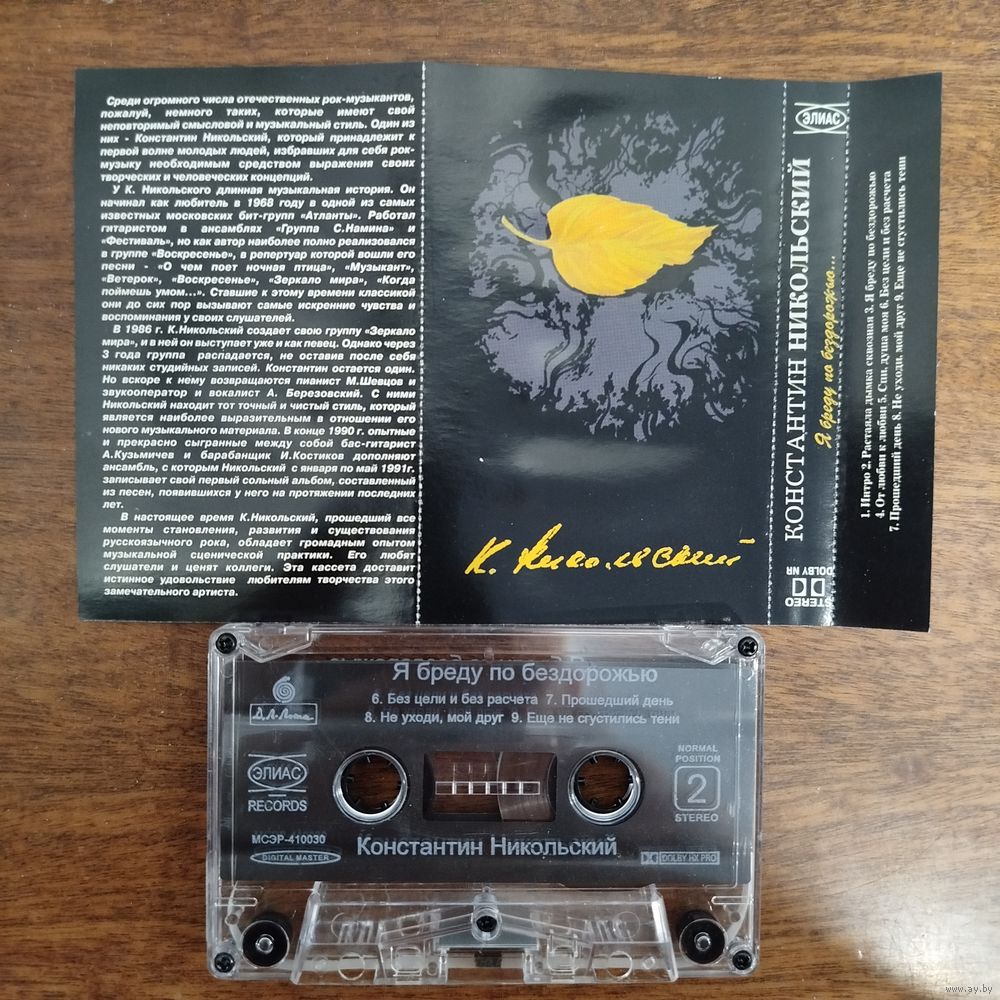 Среди огромного числа отечественных рок-музыкантов,
пожалуй, немного таких, которые имеют свой
неповторимый смысловой и музыкальный стиль. Один из
них - Константин Никольский, который принадлежит к
первой волне молодых людей, избравших для себя рок-
музыку необходимым средством выражения своих
творческих и человеческих концепций.
У К. Никольского длинная музыкальная история. Он
начинал как любитель в 1968 году в одной из самых
известных московских бит-групп «Атланты». Работал
гитаристом в ансамблях «Группа С.Намина» и
«Фестиваль», но как автор наиболее полно реализовался
в группе «Воскресенье», в репертуар которой вошли его
песни - «О чем поет ночная птица», «Музыкант»,
«Ветерок», «Воскресенье», «Зеркало мира», «Когда
поймешь умом...». Ставшие к этому времени классикой
они до сих пор вызывают самые искренние чувства и
воспоминания у своих слушателей.
В 1986 г. К.Никольский создает свою группу «Зеркало
мира», и в ней он выступает уже и как певец. Однако через
3 года группа распадается, не оставив после себя
никаких студийных записей. Константин остается один.
Но вскоре к нему возвращаются пианист М.Шевцов и
звукооператор и вокалист А. Березовский. С ними
Никольский находит тот точный и чистый стиль, который
является наиболее выразительным в отношении его
нового музыкального материала. В конце 1990 г. опытные
и прекрасно сыгранные между собой бас-гитарист
А.Кузьмичев и барабанщик И.Костиков дополняют
ансамбль, с которым Никольский с января по май 1991г.
записывает свой первый сольный альбом, составленный
из песен, появившихся у него на протяжении последних
лет.
В настоящее время К.Никольский, прошедший все
моменты становления, развития и существования
русскоязычного рока, обладает громадным опытом
музыкальной сценической практики. Его любят
слушатели и ценят коллеги. Эта кассета доставит
истинное удовольствие любителям творчества этого
замечательного артиста.
К. Никольский
ЭЛИАС
КОНСТАНТИН НИКОЛЬСКИЙ
Я бреду по бездорожью...
STEREO
DOLBY NR
1. Интро 2. Растаяла дымка сквозная 3. Я бреду по бездорожью
4. От любви к любви 5. Спи, душа моя 6. Без цели и без расчета
7. Прошедший день 8. Не уходи, мой друг 9. Еще не сгустились тени
Я бреду по бездорожью
6. Без цели и без расчета 7. Прошедший день
8. Не уходи, мой друг 9. Еще не сгустились тени
Д.Л.Лота
ЭЛИАС
RECORDS
МСЭР-410030
DIGITAL MASTER
NORMAL
POSITION
2
STEREO
Константин Никольский
DOLBY HX PRO
www.ay.by